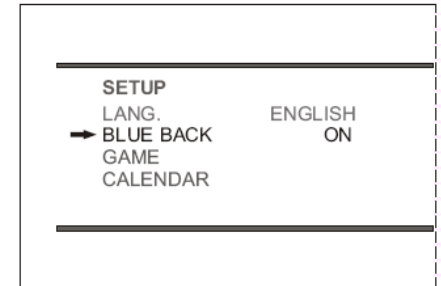 SETUP
LANG. ENGLISH
BLUE BACK ON
GAME
CALENDAR